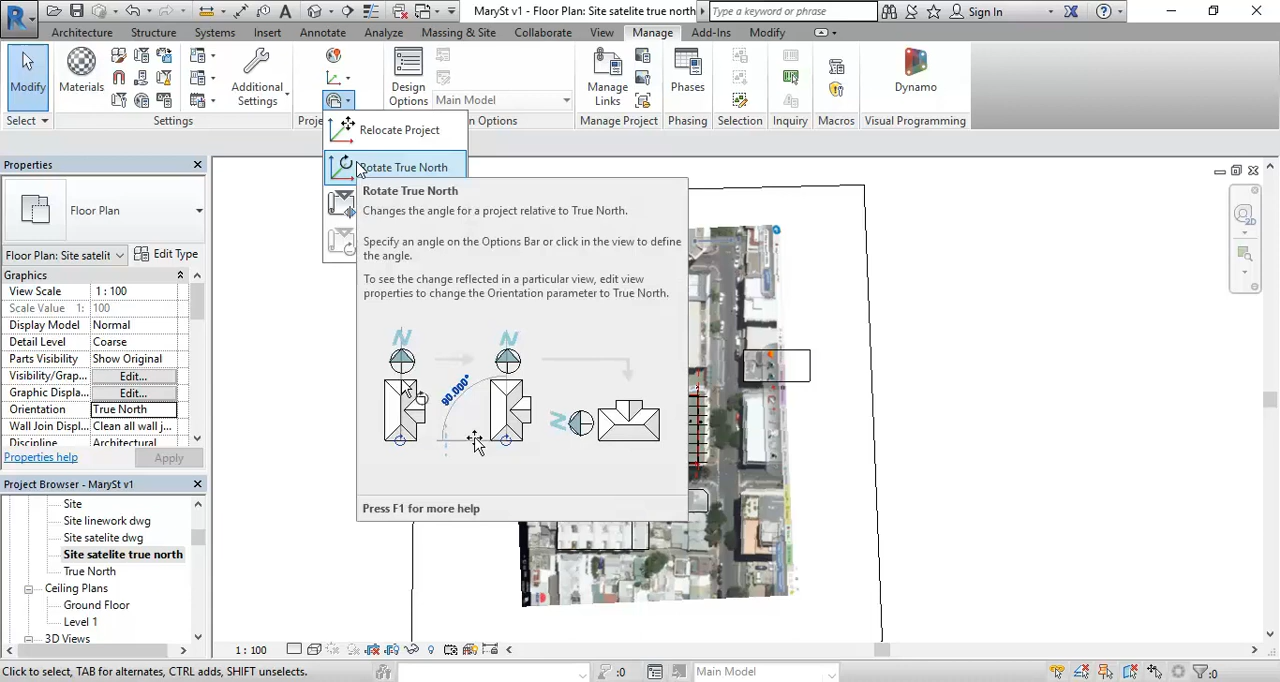 MarySt v1 - Floor Plan: Site satelite true north
Type a keyword or phrase
Sign In
Architecture
Structure
Systems
Insert
Annotate
Analyze
Massing & Site
Collaborate
View
Manage
Add-Ins
Modify
Modify
Materials
Additional
Settings
Design
Options
Main Model
Manage
Links
Phases
Dynamo
Select
Settings
Manage Project
Phasing
Selection
Inquiry
Macros
Visual Programming
Relocate Project
Rotate True North
Rotate True North
Changes the angle for a project relative to True North.
Specify an angle on the Options Bar or click in the view to define
the angle.
To see the change reflected in a particular view, edit view
properties to change the Orientation parameter to True North.
N
N
90.000°
N
Press F1 for more help
Properties
Floor Plan
Floor Plan: Site satelit
Edit Type
Graphics
View Scale 1 : 100
Scale Value 1: 100
Display Model Normal
Detail Level Coarse
Parts Visibility Show Original
Visibility/Grap... Edit...
Graphic Displa... Edit...
Orientation True North
Wall Join Displ... Clean all wall j...
Discipline Architectural
Properties help
Apply
Project Browser - MarySt v1
Site
Site linework dwg
Site satelite dwg
Site satelite true north
True North
Ceiling Plans
Ground Floor
Level 1
3D Views
1 : 100
Click to select, TAB for alternates, CTRL adds, SHIFT unselects.
:0
Main Model
:0